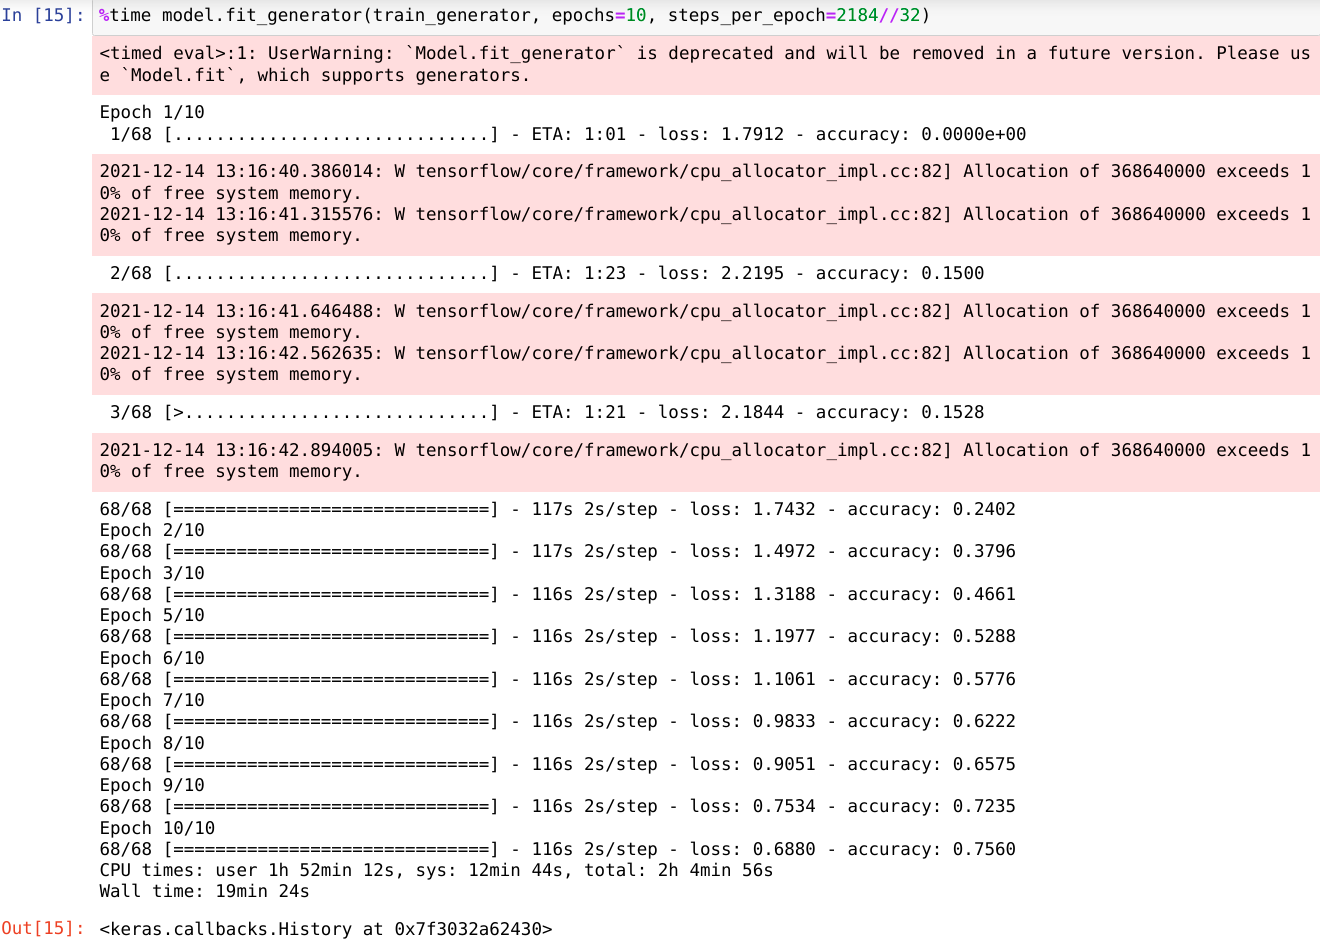 In [15]: %time model.fit_generator(train_generator, epochs=10, steps_per_epoch=2184//32)
<timed eval>:1: UserWarning: `Model.fit_generator` is deprecated and will be removed in a future version. Please us
e `Model.fit`, which supports generators.
Epoch 1/10
 1/68 [..............................] - ETA: 1:01 - loss: 1.7912 - accuracy: 0.0000e+00
2021-12-14 13:16:40.386014: W tensorflow/core/framework/cpu_allocator_impl.cc:82] Allocation of 368640000 exceeds 1
0% of free system memory.
2021-12-14 13:16:41.315576: W tensorflow/core/framework/cpu_allocator_impl.cc:82] Allocation of 368640000 exceeds 1
0% of free system memory.
 2/68 [..............................] - ETA: 1:23 - loss: 2.2195 - accuracy: 0.1500
2021-12-14 13:16:41.646488: W tensorflow/core/framework/cpu_allocator_impl.cc:82] Allocation of 368640000 exceeds 1
0% of free system memory.
2021-12-14 13:16:42.562635: W tensorflow/core/framework/cpu_allocator_impl.cc:82] Allocation of 368640000 exceeds 1
0% of free system memory.
 3/68 [>.............................] - ETA: 1:21 - loss: 2.1844 - accuracy: 0.1528
2021-12-14 13:16:42.894005: W tensorflow/core/framework/cpu_allocator_impl.cc:82] Allocation of 368640000 exceeds 1
0% of free system memory.
68/68 [==============================] - 117s 2s/step - loss: 1.7432 - accuracy: 0.2402
Epoch 2/10
68/68 [==============================] - 117s 2s/step - loss: 1.4972 - accuracy: 0.3796
Epoch 3/10
68/68 [==============================] - 116s 2s/step - loss: 1.3188 - accuracy: 0.4661
Epoch 5/10
68/68 [==============================] - 116s 2s/step - loss: 1.1977 - accuracy: 0.5288
Epoch 6/10
68/68 [==============================] - 116s 2s/step - loss: 1.1061 - accuracy: 0.5776
Epoch 7/10
68/68 [==============================] - 116s 2s/step - loss: 0.9833 - accuracy: 0.6222
Epoch 8/10
68/68 [==============================] - 116s 2s/step - loss: 0.9051 - accuracy: 0.6575
Epoch 9/10
68/68 [==============================] - 116s 2s/step - loss: 0.7534 - accuracy: 0.7235
Epoch 10/10
68/68 [==============================] - 116s 2s/step - loss: 0.6880 - accuracy: 0.7560
CPU times: user 1h 52min 12s, sys: 12min 44s, total: 2h 4min 56s
Wall time: 19min 24s
Out[15]: <keras.callbacks.History at 0x7f3032a62430>